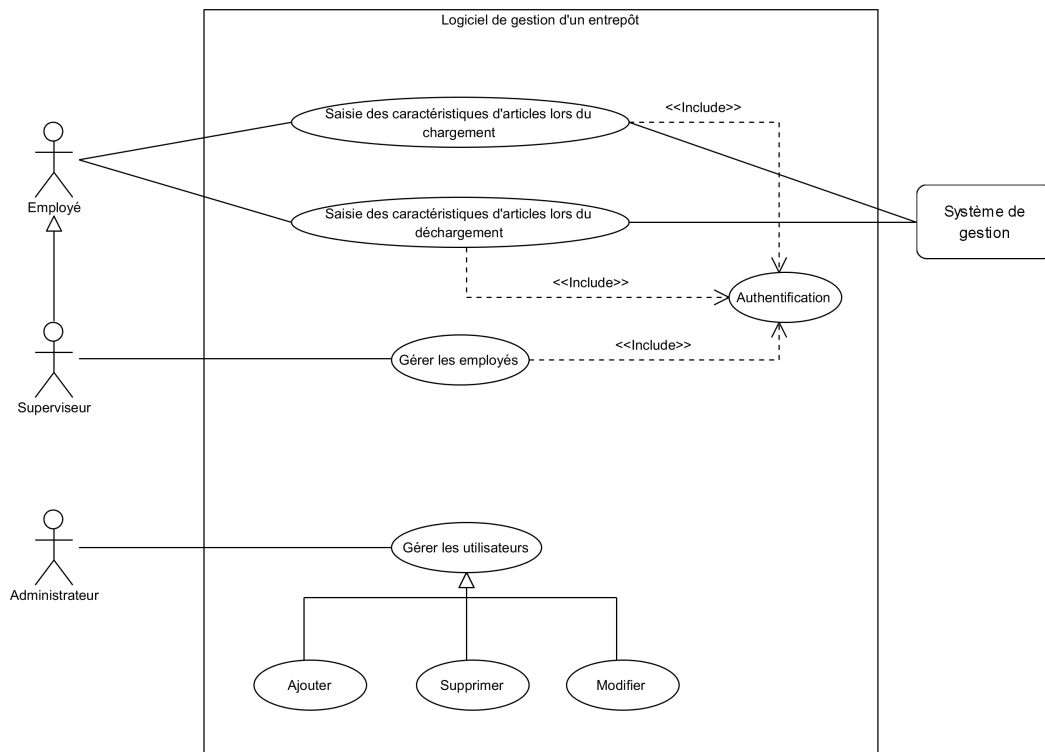 Logiciel de gestion d'un entrepôt
Saisie des caractéristiques d'articles lors du
chargement
<<Include>>
Employé
Saisie des caractéristiques d'articles lors du
déchargement
Système de
gestion
<<Include>>
Authentification
<<Include>>
Gérer les employés
Superviseur
Gérer les utilisateurs
Administrateur
Ajouter
Supprimer
Modifier